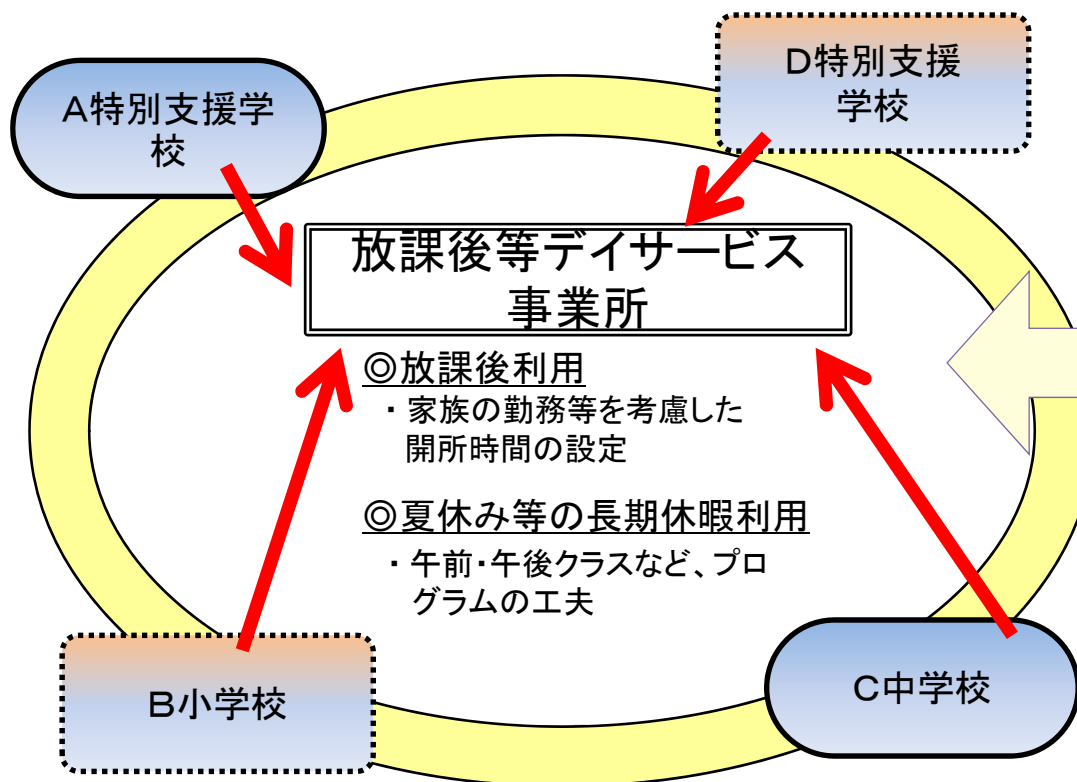 A特別支援学
校
D特別支援
学校
放課後等デイサービス
事業所
◎放課後利用
・ 家族の勤務等を考慮した
開所時間の設定
◎夏休み等の長期休暇利用
・ 午前・午後クラスなど、プロ
グラムの工夫
B小学校
C中学校